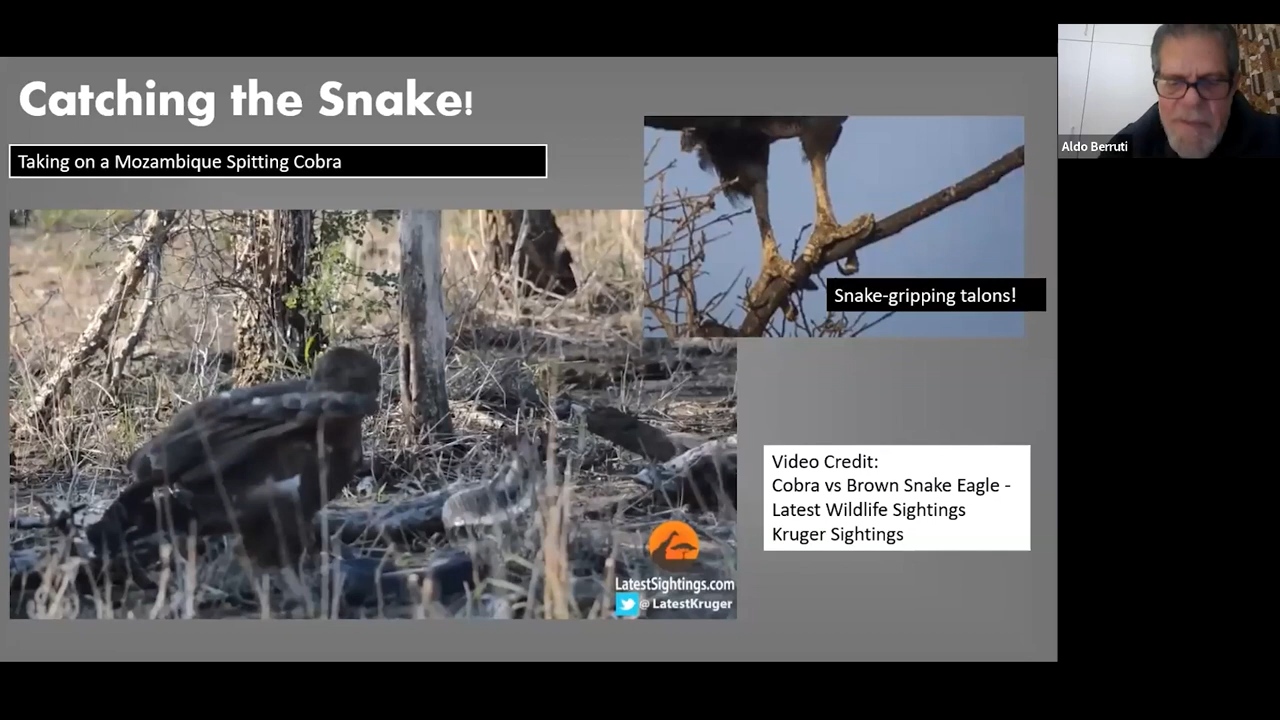 Catching the Snake!
Taking on a Mozambique Spitting Cobra
Snake-gripping talons!
Video Credit:
Cobra vs Brown Snake Eagle -
Latest Wildlife Sightings
Kruger Sightings
LatestSightings.com
@ LatestKruger
Aldo Berruti